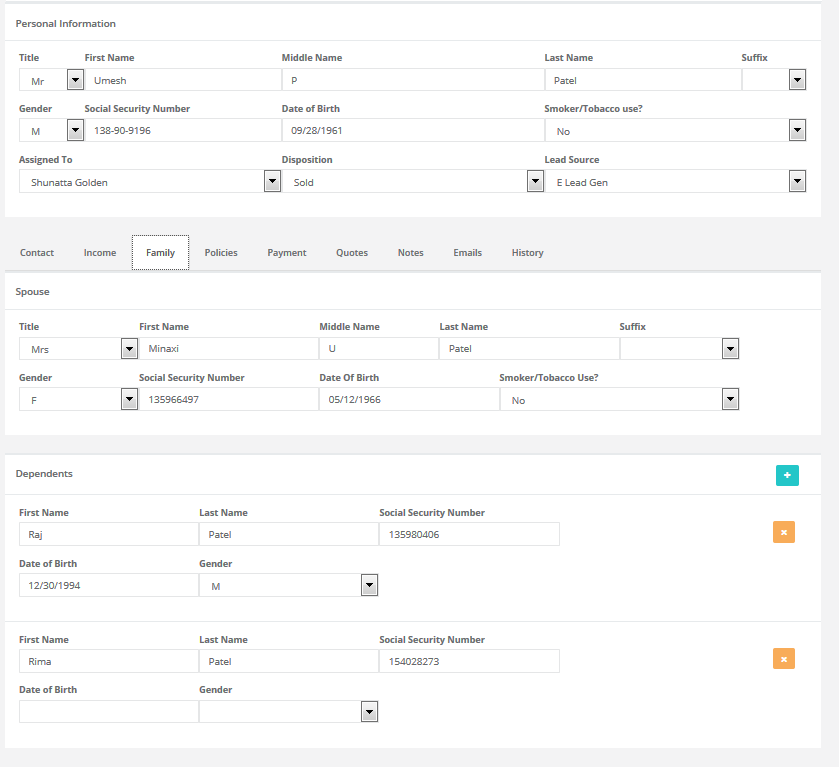 Personal Information
Title First Name Middle Name Last Name Suffix
Mr Umesh P Patel
Gender Social Security Number Date of Birth Smoker/Tobacco use?
M 138-90-9196 09/28/1961 No
Assigned To Disposition Lead Source
Shunatta Golden Sold E Lead Gen
Contact Income Family Policies Payment Quotes Notes Emails History
Spouse
Title First Name Middle Name Last Name Suffix
Mrs Minaxi U Patel
Gender Social Security Number Date Of Birth Smoker/Tobacco Use?
F 135966497 05/12/1966 No
Dependents
First Name Last Name Social Security Number
Raj Patel 135980406
Date of Birth Gender
12/30/1994 M
First Name Last Name Social Security Number
Rima Patel 154028273
Date of Birth Gender